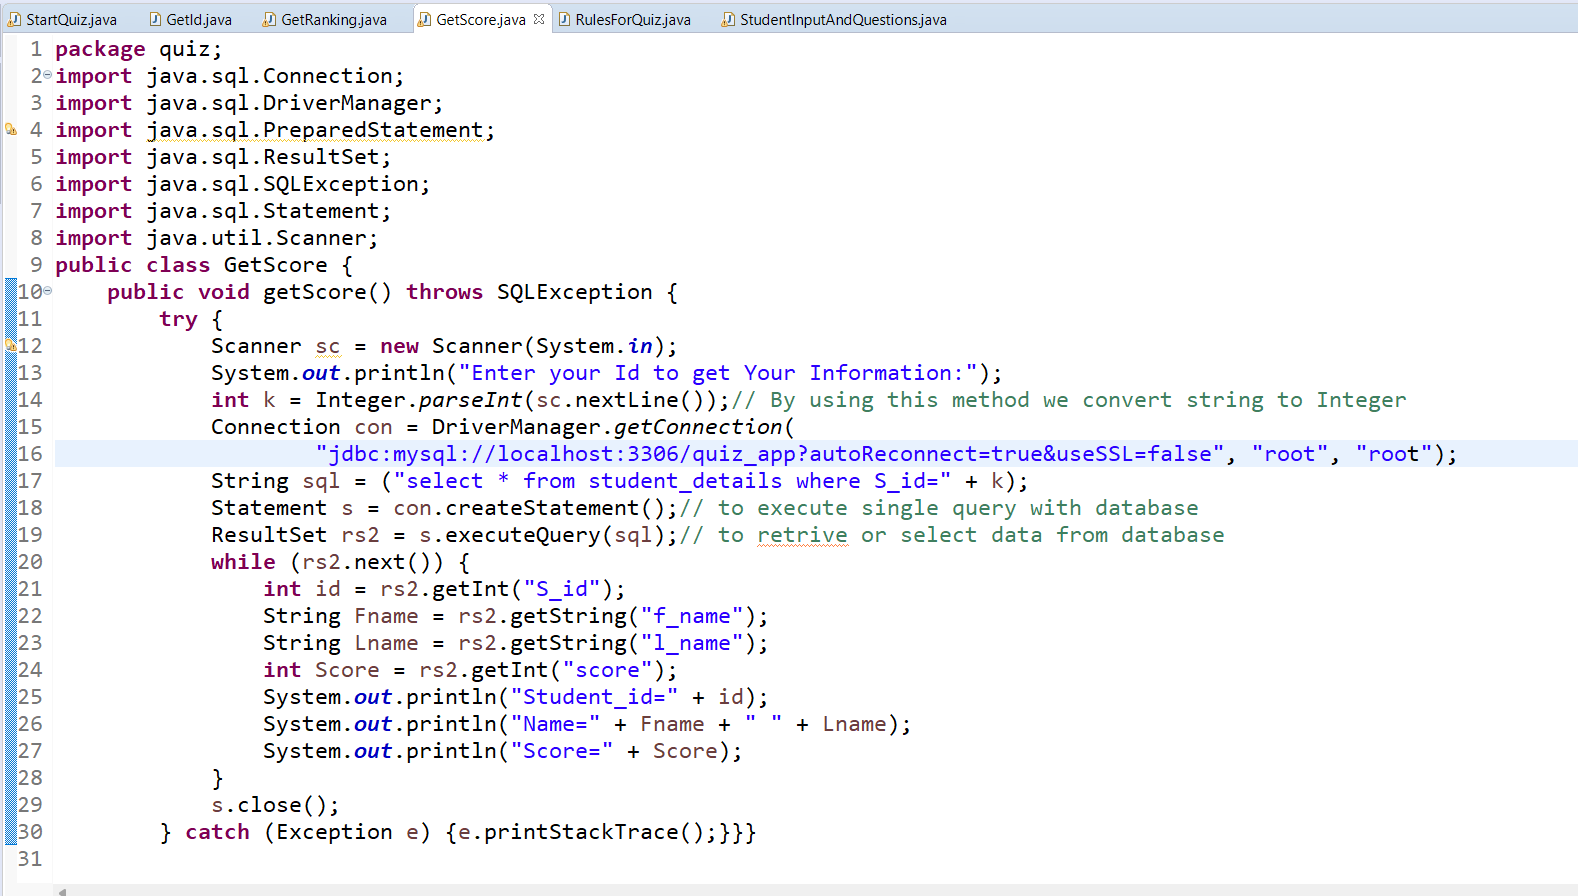 StartQuiz.java GetId.java GetRanking.java GetScore.java RulesForQuiz.java StudentInputAndQuestions.java
1 package quiz;
2 import java.sql.Connection;
3 import java.sql.DriverManager;
4 import java.sql.PreparedStatement;
5 import java.sql.ResultSet;
6 import java.sql.SQLException;
7 import java.sql.Statement;
8 import java.util.Scanner;
9 public class GetScore {
10     public void getScore() throws SQLException {
11         try {
12             Scanner sc = new Scanner(System.in);
13             System.out.println("Enter your Id to get Your Information:");
14             int k = Integer.parseInt(sc.nextLine());// By using this method we convert string to Integer
15             Connection con = DriverManager.getConnection(
16                     "jdbc:mysql://localhost:3306/quiz_app?autoReconnect=true&useSSL=false", "root", "root");
17             String sql = ("select * from student_details where S_id=" + k);
18             Statement s = con.createStatement();// to execute single query with database
19             ResultSet rs2 = s.executeQuery(sql);// to retrive or select data from database
20             while (rs2.next()) {
21                 int id = rs2.getInt("S_id");
22                 String Fname = rs2.getString("f_name");
23                 String Lname = rs2.getString("l_name");
24                 int Score = rs2.getInt("score");
25                 System.out.println("Student_id=" + id);
26                 System.out.println("Name=" + Fname + " " + Lname);
27                 System.out.println("Score=" + Score);
28             }
29             s.close();
30         } catch (Exception e) {e.printStackTrace();}}}
31